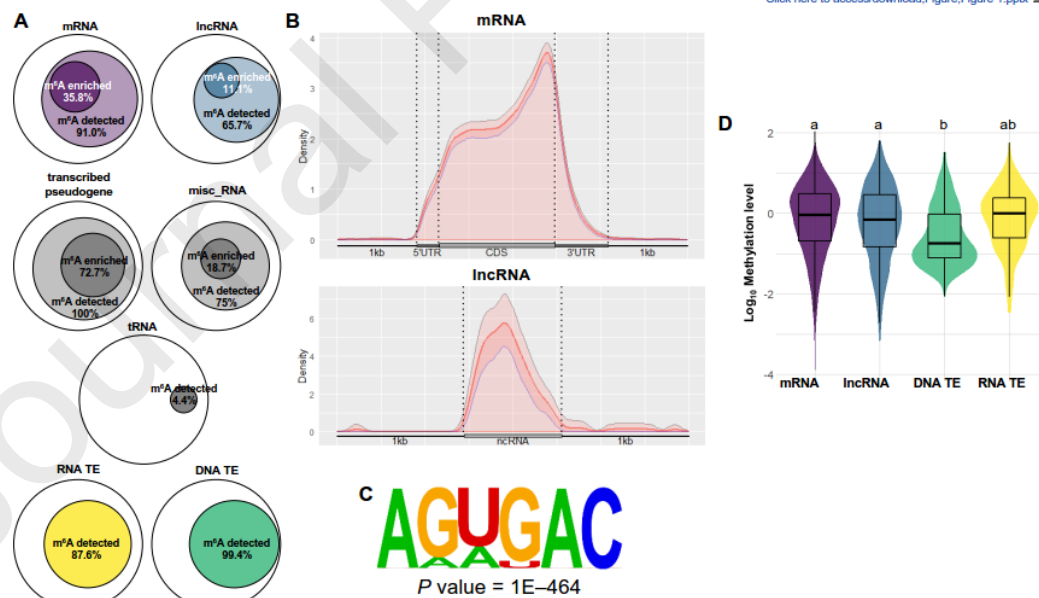 Click here to access/download;Figure;Figure 1.pptx
A
mRNA
m⁶A enriched
35.8%
m⁶A detected
91.0%
lncRNA
m⁶A enriched
11.1%
m⁶A detected
65.7%
transcribed
pseudogene
m⁶A enriched
72.7%
m⁶A detected
100%
misc_RNA
m⁶A enriched
18.7%
m⁶A detected
75%
tRNA
m⁶A detected
4.4%
RNA TE
m⁶A detected
87.6%
DNA TE
m⁶A detected
99.4%
B
mRNA
Density
4
3
2
1
0
1kb 5'UTR CDS 3'UTR 1kb
lncRNA
Density
6
4
2
0
1kb ncRNA 1kb
C
AGUGAC
P value = 1E–464
D
a a b ab
Log₁₀ Methylation level
2
0
-2
-4
mRNA lncRNA DNA TE RNA TE
Journal P